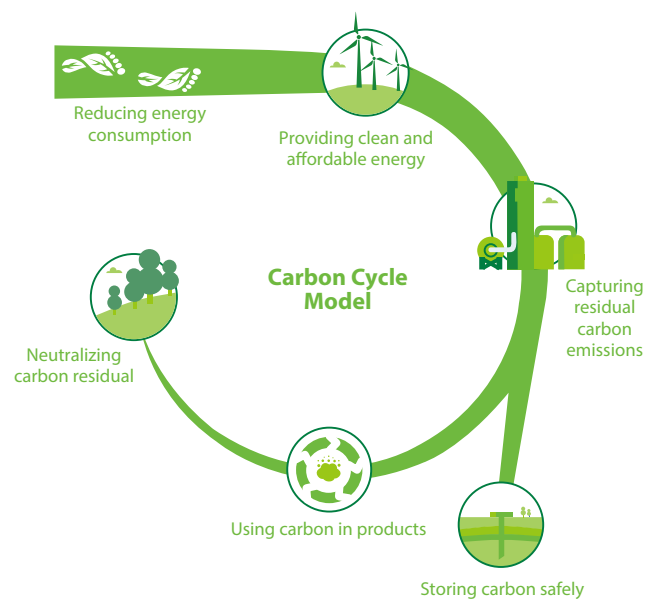 Reducing energy
consumption
Providing clean and
affordable energy
Carbon Cycle
Model
Capturing
residual
carbon
emissions
Neutralizing
carbon residual
Using carbon in products
Storing carbon safely